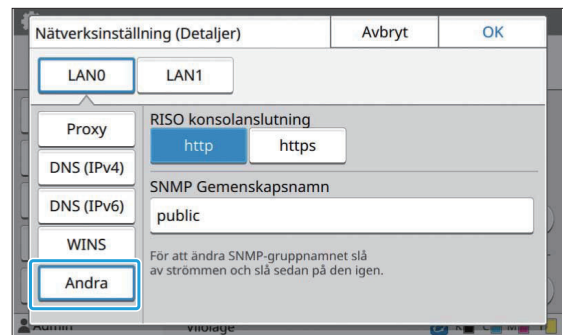 Nätverksinställning (Detaljer)
Avbryt
OK
LAN0
LAN1
Proxy
DNS (IPv4)
DNS (IPv6)
WINS
Andra
RISO konsolanslutning
http
https
SNMP Gemenskapsnamn
public
För att ändra SNMP-gruppnamnet slå
av strömmen och slå sedan på den igen.